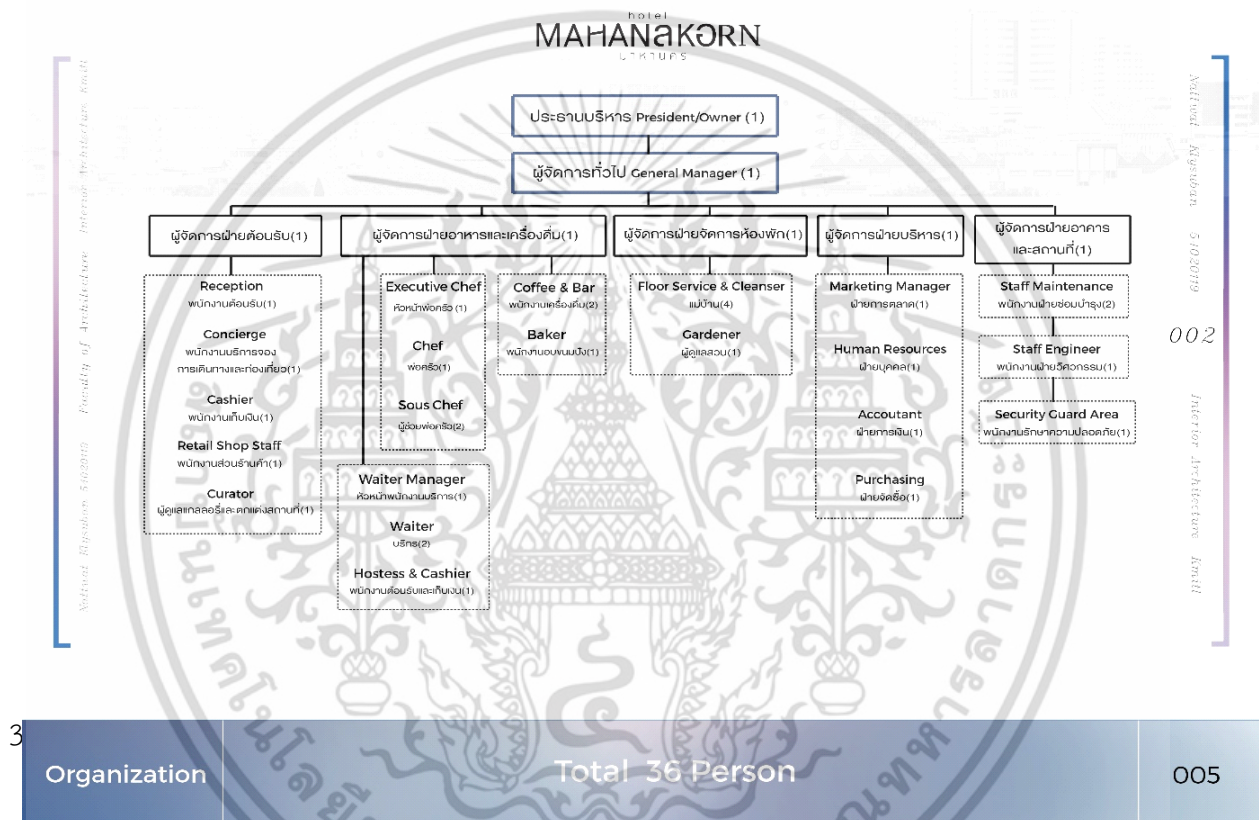 hotel
MAHANAKORN
มหานคร
ประธานบริหาร President/Owner (1)
ผู้จัดการทั่วไป General Manager (1)
ผู้จัดการฝ่ายต้อนรับ(1)
ผู้จัดการฝ่ายอาหารและเครื่องดื่ม(1)
ผู้จัดการฝ่ายจัดการห้องพัก(1)
ผู้จัดการฝ่ายบริหาร(1)
ผู้จัดการฝ่ายอาคาร
และสถานที่(1)
Reception
พนักงานต้อนรับ(1)
Concierge
พนักงานบริการจอง
การเดินทางและท่องเที่ยว(1)
Cashier
พนักงานเก็บเงิน(1)
Retail Shop Staff
พนักงานส่วนร้านค้า(1)
Curator
ผู้ดูแลแกลลอรี่และตกแต่งสถานที่(1)
Executive Chef
หัวหน้าพ่อครัว (1)
Chef
พ่อครัว(1)
Sous Chef
ผู้ช่วยพ่อครัว(2)
Coffee & Bar
พนักงานเครื่องดื่ม(2)
Baker
พนักงานอบขนมปัง(1)
Waiter Manager
หัวหน้าพนักงานบริการ(1)
Waiter
บริกร(2)
Hostess & Cashier
พนักงานต้อนรับและเก็บเงิน(1)
Floor Service & Cleanser
แม่บ้าน(4)
Gardener
ผู้ดูแลสวน(1)
Marketing Manager
ฝ่ายการตลาด(1)
Human Resources
ฝ่ายบุคคล(1)
Accoutant
ฝ่ายการเงิน(1)
Purchasing
ฝ่ายจัดซื้อ(1)
Staff Maintenance
พนักงานฝ่ายซ่อมบำรุง(2)
Staff Engineer
พนักงานฝ่ายวิศวกรรม(1)
Security Guard Area
พนักงานรักษาความปลอดภัย(1)
002
Interior Architecture Kmitl
Faculty of Architecture Interior Architecture Kmitl
3
Organization
Total 36 Person
005